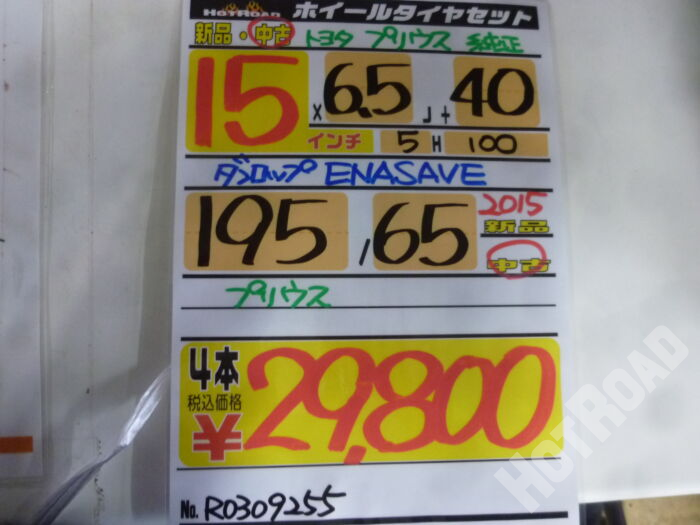 HOTROAD ホイールタイヤセット
新品・中古 トヨタ プリウス 純正
15 x 6.5 J + 40
インチ 5 H 100
ダンロップ ENASAVE
195 / 65 2015
新品
中古
プリウス
4本
税込価格
¥29,800
No. R0309255
HOTROAD